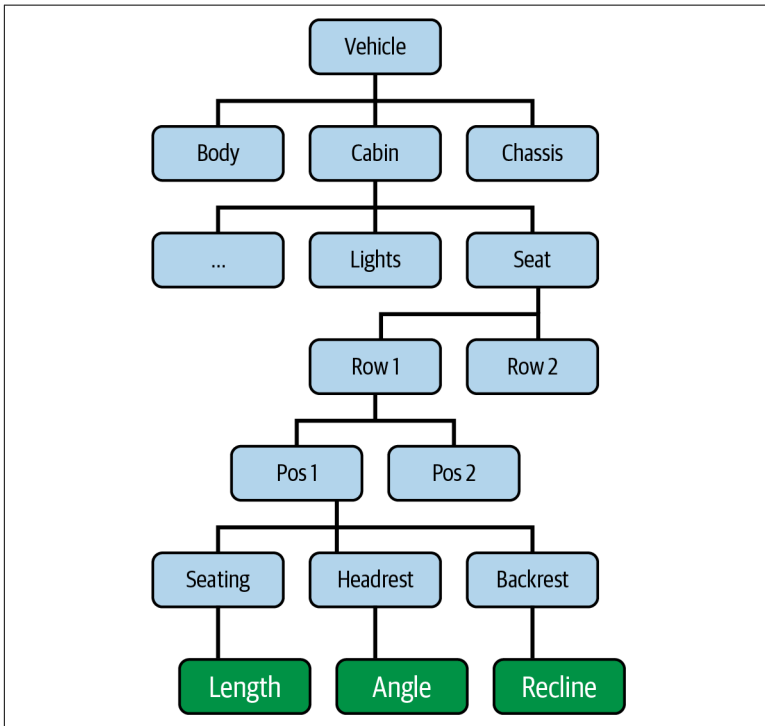 Vehicle
Body
Cabin
Chassis
...
Lights
Seat
Row 1
Row 2
Pos 1
Pos 2
Seating
Headrest
Backrest
Length
Angle
Recline